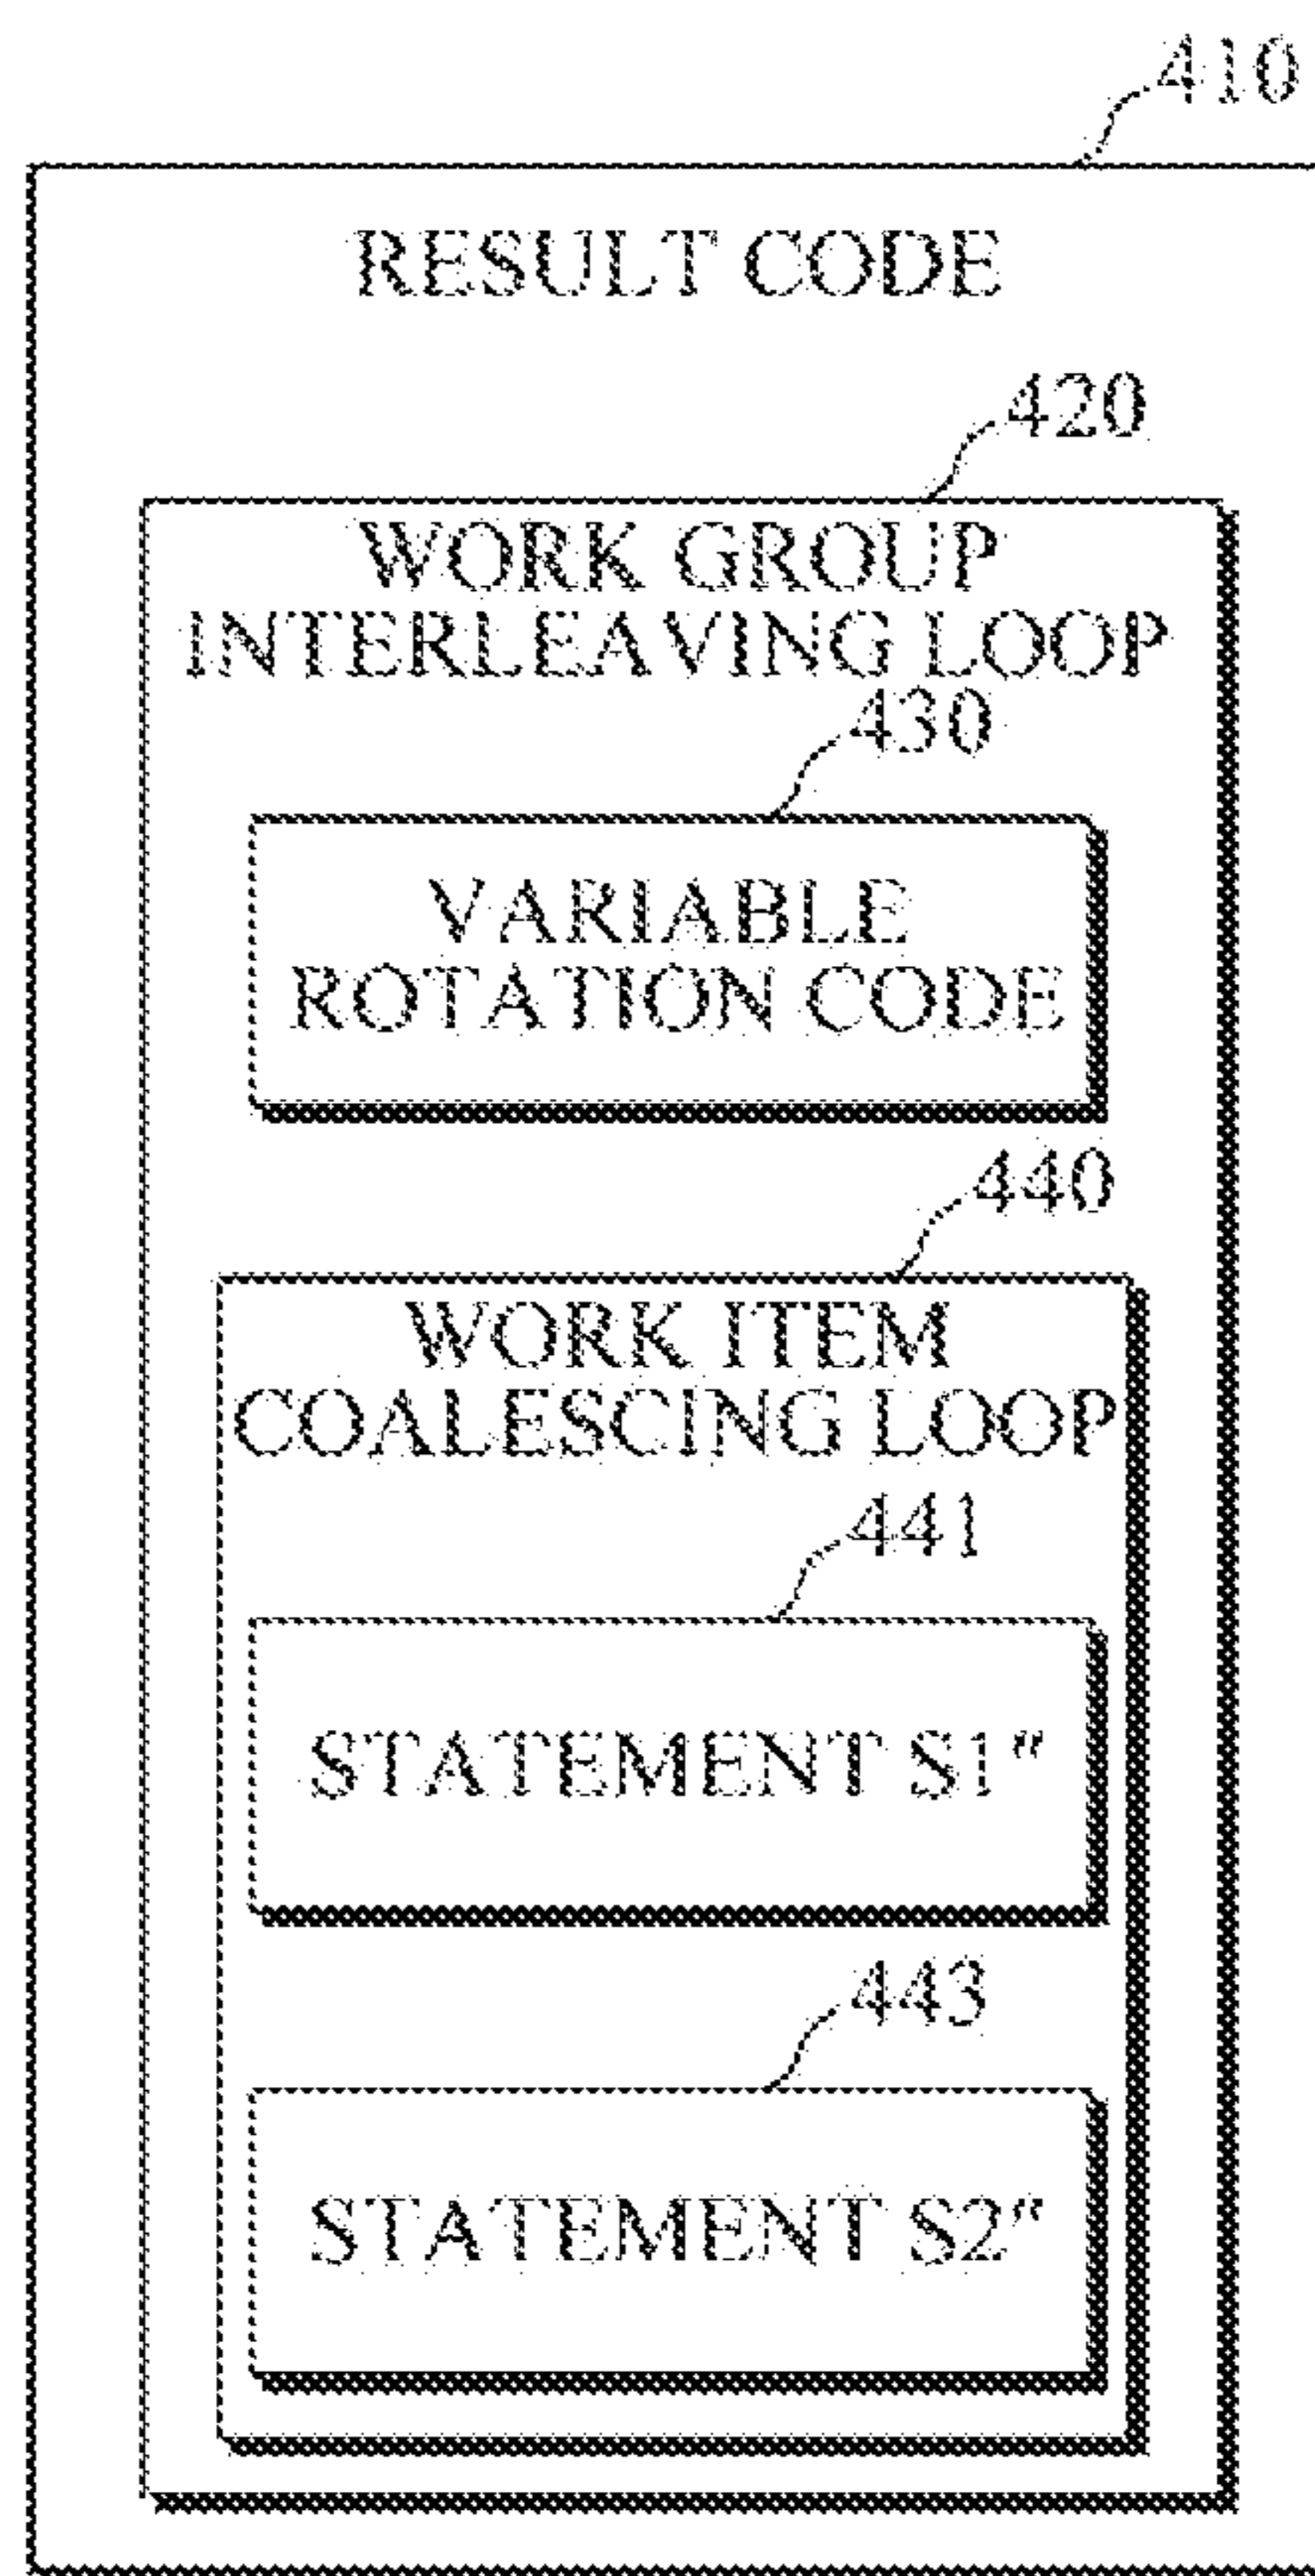 410
RESULT CODE
420
WORK GROUP
INTERLEAVING LOOP
430
VARIABLE
ROTATION CODE
440
WORK ITEM
COALESCING LOOP
441
STATEMENT S1"
443
STATEMENT S2"